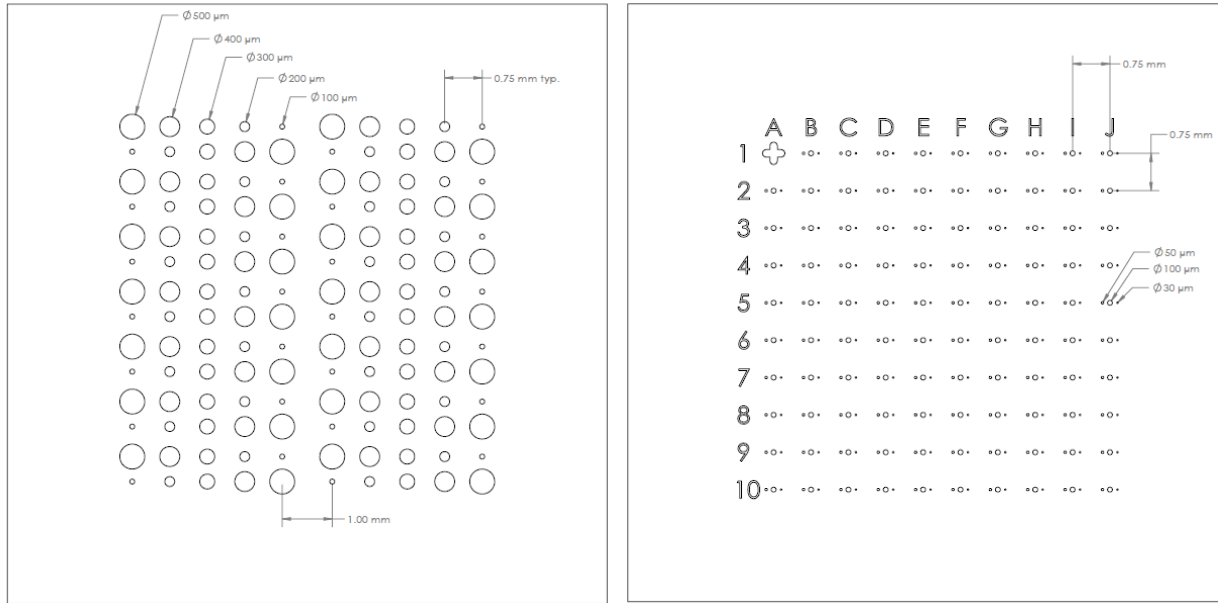 Ø500 µm
Ø400 µm
Ø300 µm
Ø200 µm
Ø100 µm
0.75 mm typ.
1.00 mm
0.75 mm
A B C D E F G H I J
0.75 mm
1
2
3
4
5
Ø50 µm
Ø100 µm
Ø30 µm
6
7
8
9
10